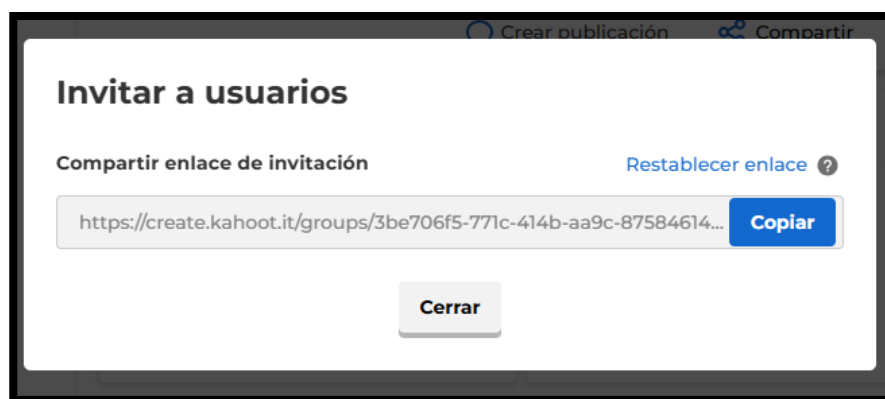 Crear publicación Compartir
Invitar a usuarios
Compartir enlace de invitación Restablecer enlace ?
https://create.kahoot.it/groups/3be706f5-771c-414b-aa9c-87584614... Copiar
Cerrar